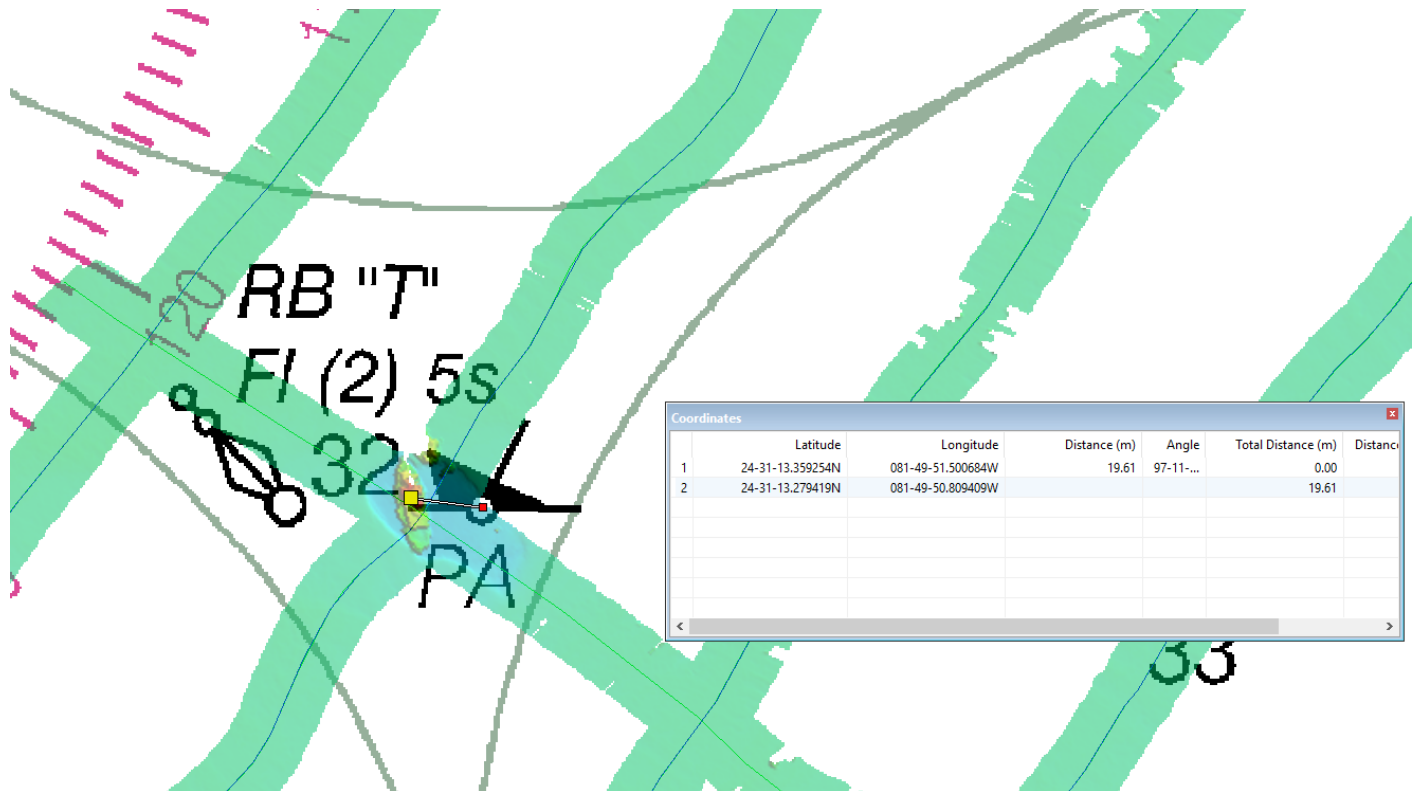 120
RB "T"
Fl (2) 5s
32
PA
33
Coordinates
x
Latitude Longitude Distance (m) Angle Total Distance (m) Distanc
1 24-31-13.359254N 081-49-51.500684W 19.61 97-11-... 0.00
2 24-31-13.279419N 081-49-50.809409W 19.61